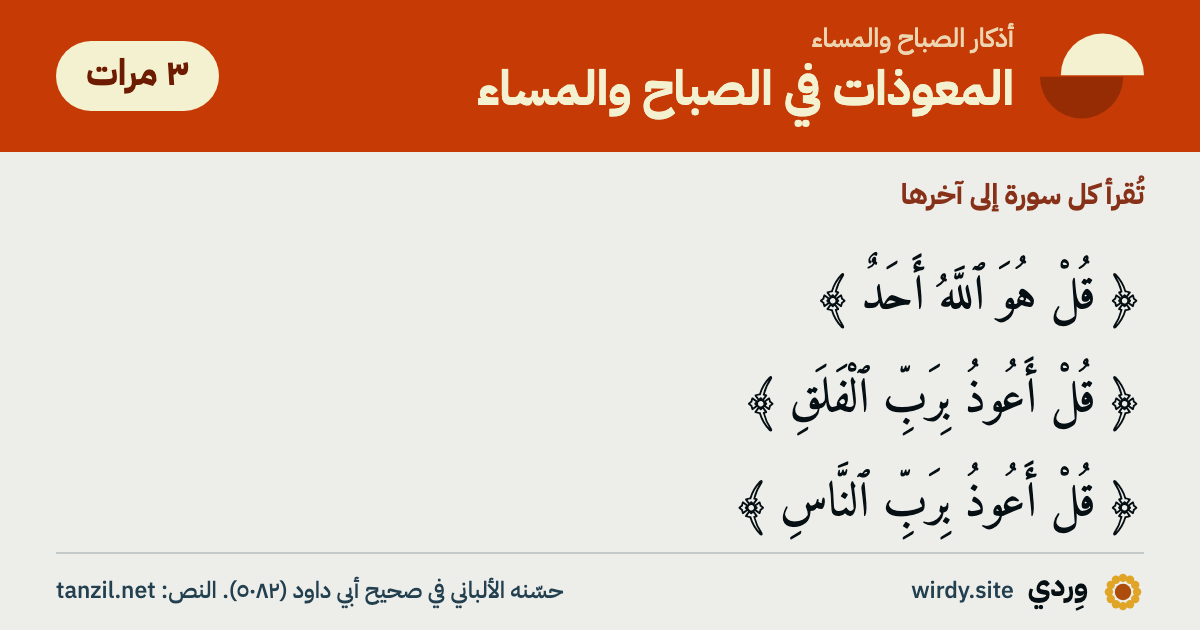 أذكار الصباح والمساء
المعوذات في الصباح والمساء
٣ مرات
تُقرأ كل سورة إلى آخرها
﴿ قُلْ هُوَ ٱللَّهُ أَحَدٌ ﴾
﴿ قُلْ أَعُوذُ بِرَبِّ ٱلْفَلَقِ ﴾
﴿ قُلْ أَعُوذُ بِرَبِّ ٱلنَّاسِ ﴾
وِردي wirdy.site
حسّنه الألباني في صحيح أبي داود (٥٠٨٢). النص: tanzil.net